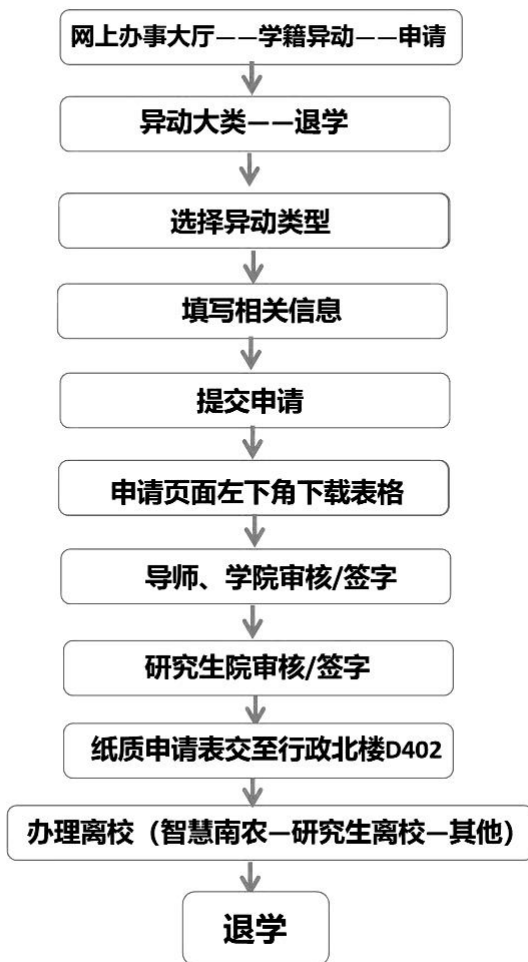 网上办事大厅——学籍异动——申请
异动大类——退学
选择异动类型
填写相关信息
提交申请
申请页面左下角下载表格
导师、学院审核/签字
研究生院审核/签字
纸质申请表交至行政北楼D402
办理离校（智慧南农—研究生离校—其他）
退学